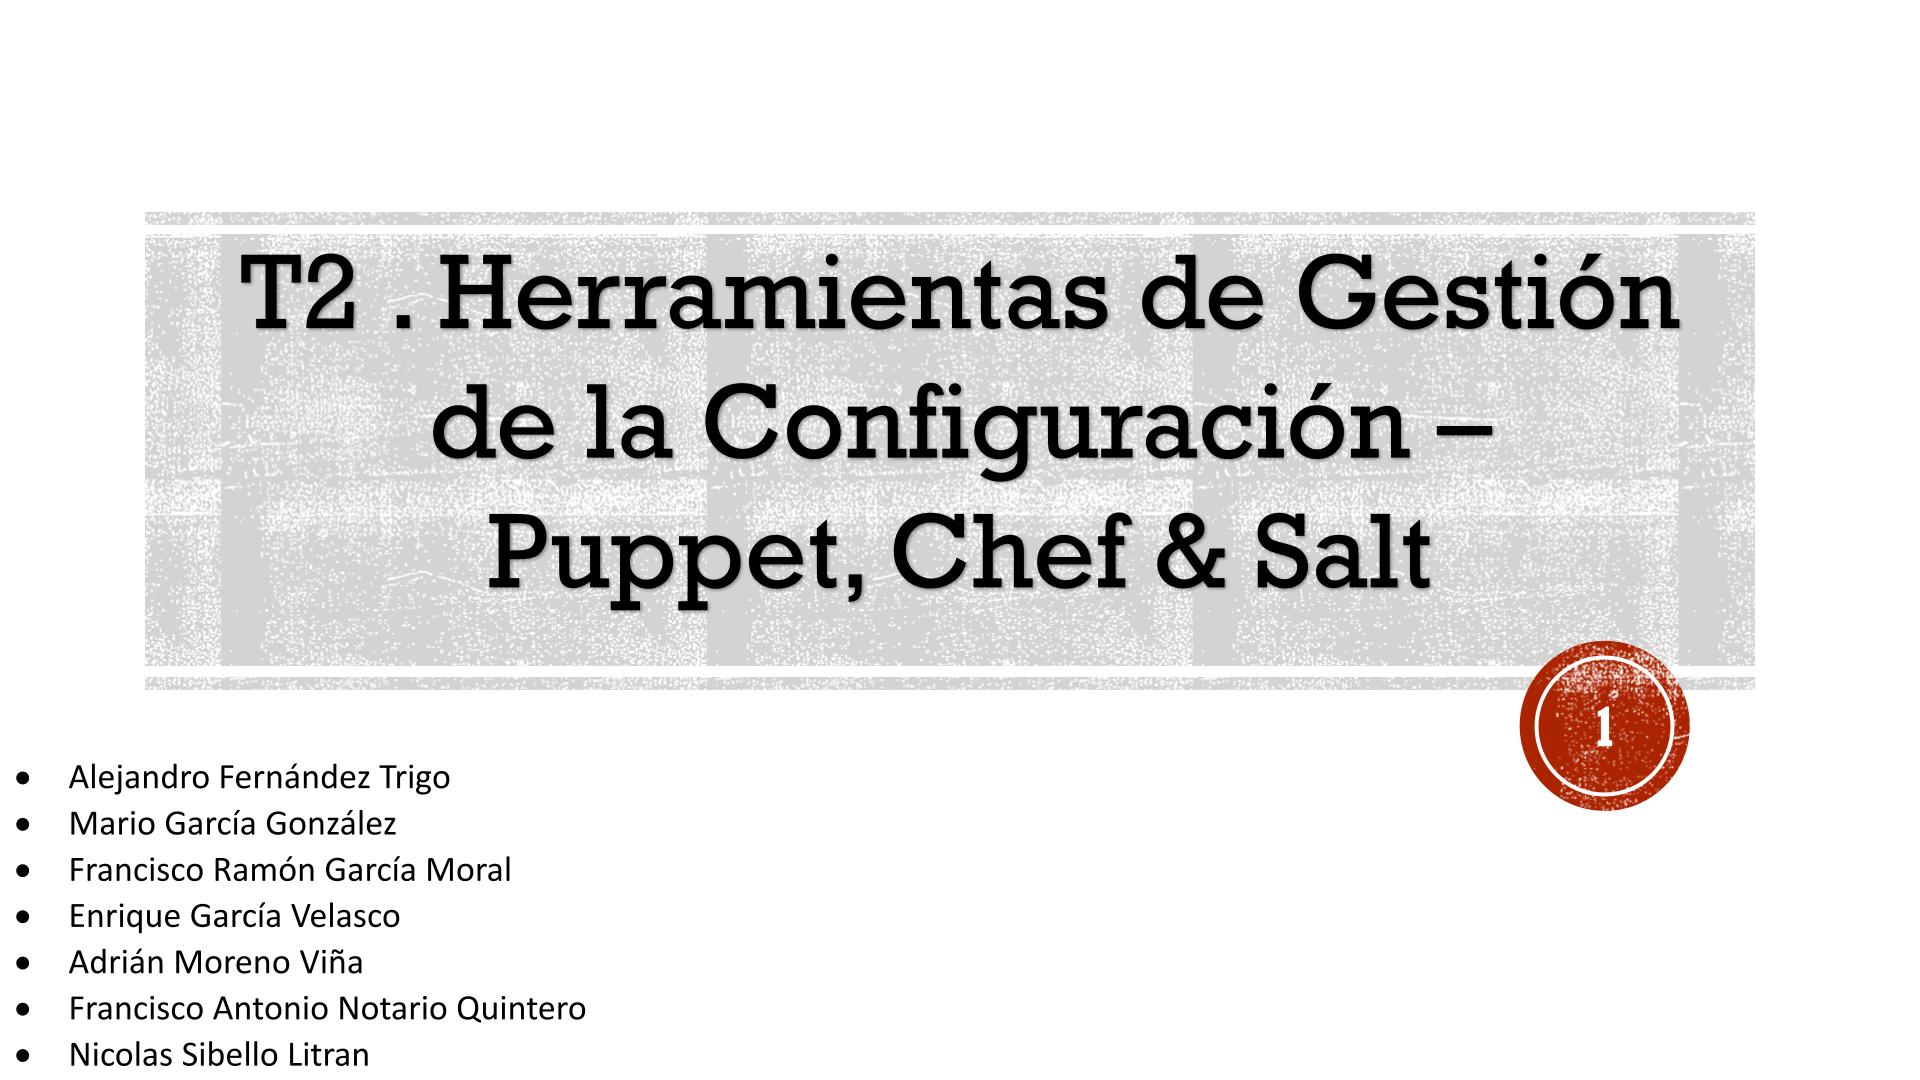 T2 . Herramientas de Gestión
de la Configuración –
Puppet, Chef & Salt
1
• Alejandro Fernández Trigo
• Mario García González
• Francisco Ramón García Moral
• Enrique García Velasco
• Adrián Moreno Viña
• Francisco Antonio Notario Quintero
• Nicolas Sibello Litran